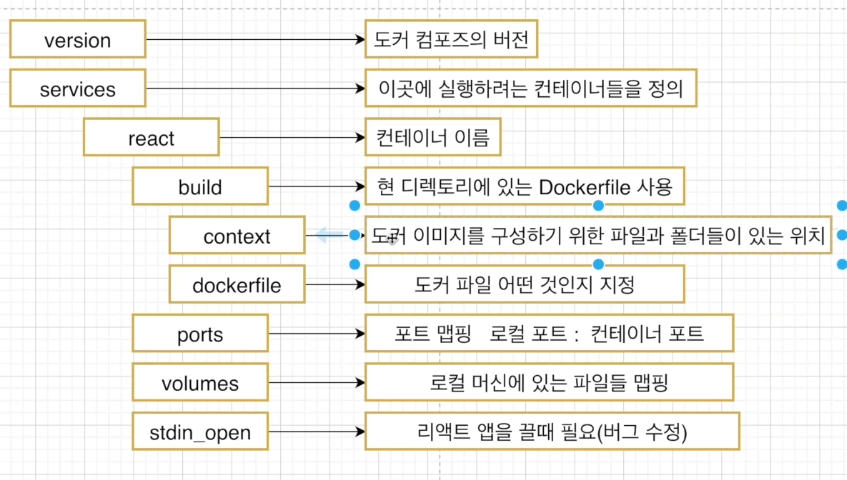 version 도커 컴포즈의 버전
services 이곳에 실행하려는 컨테이너들을 정의
react 컨테이너 이름
build 현 디렉토리에 있는 Dockerfile 사용
context 도커 이미지를 구성하기 위한 파일과 폴더들이 있는 위치
dockerfile 도커 파일 어떤 것인지 지정
ports 포트 맵핑 로컬 포트 : 컨테이너 포트
volumes 로컬 머신에 있는 파일들 맵핑
stdin_open 리액트 앱을 끌때 필요(버그 수정)